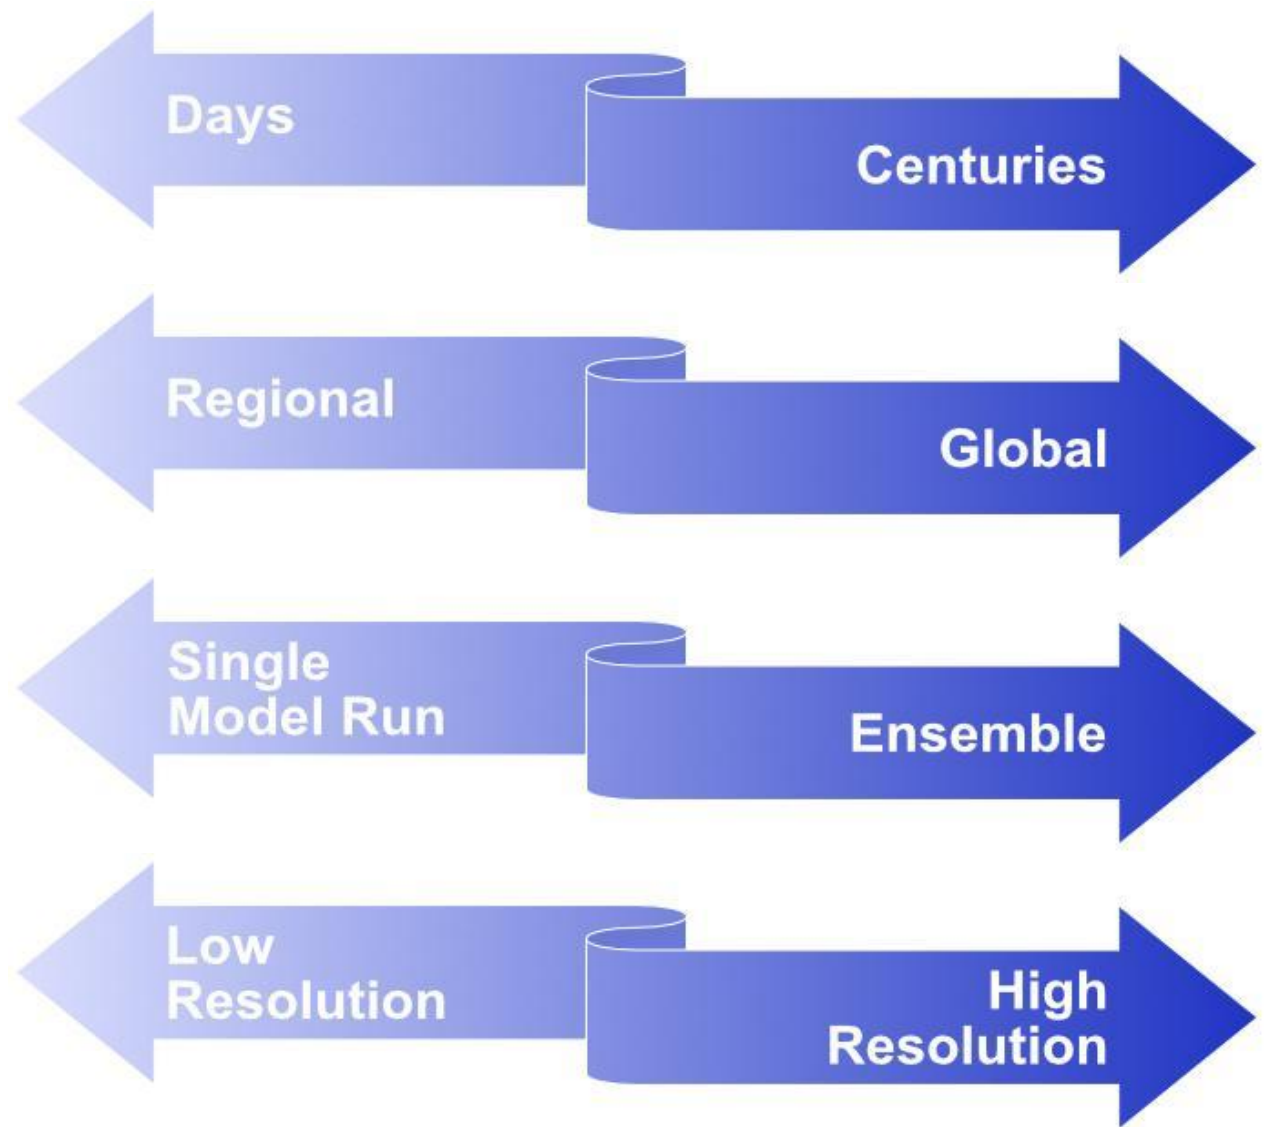 Days
Centuries
Regional
Global
Single
Model Run
Ensemble
Low
Resolution
High
Resolution